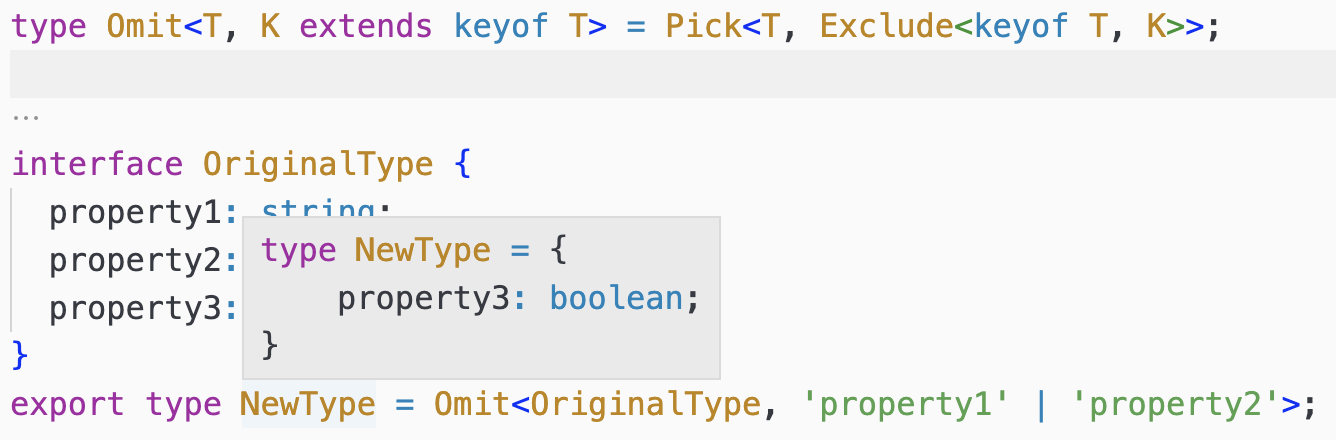 type Omit<T, K extends keyof T> = Pick<T, Exclude<keyof T, K>>;
...
interface OriginalType {
property1: string;
property2:
property3:
type NewType = {
property3: boolean;
}
}
export type NewType = Omit<OriginalType, 'property1' | 'property2'>;